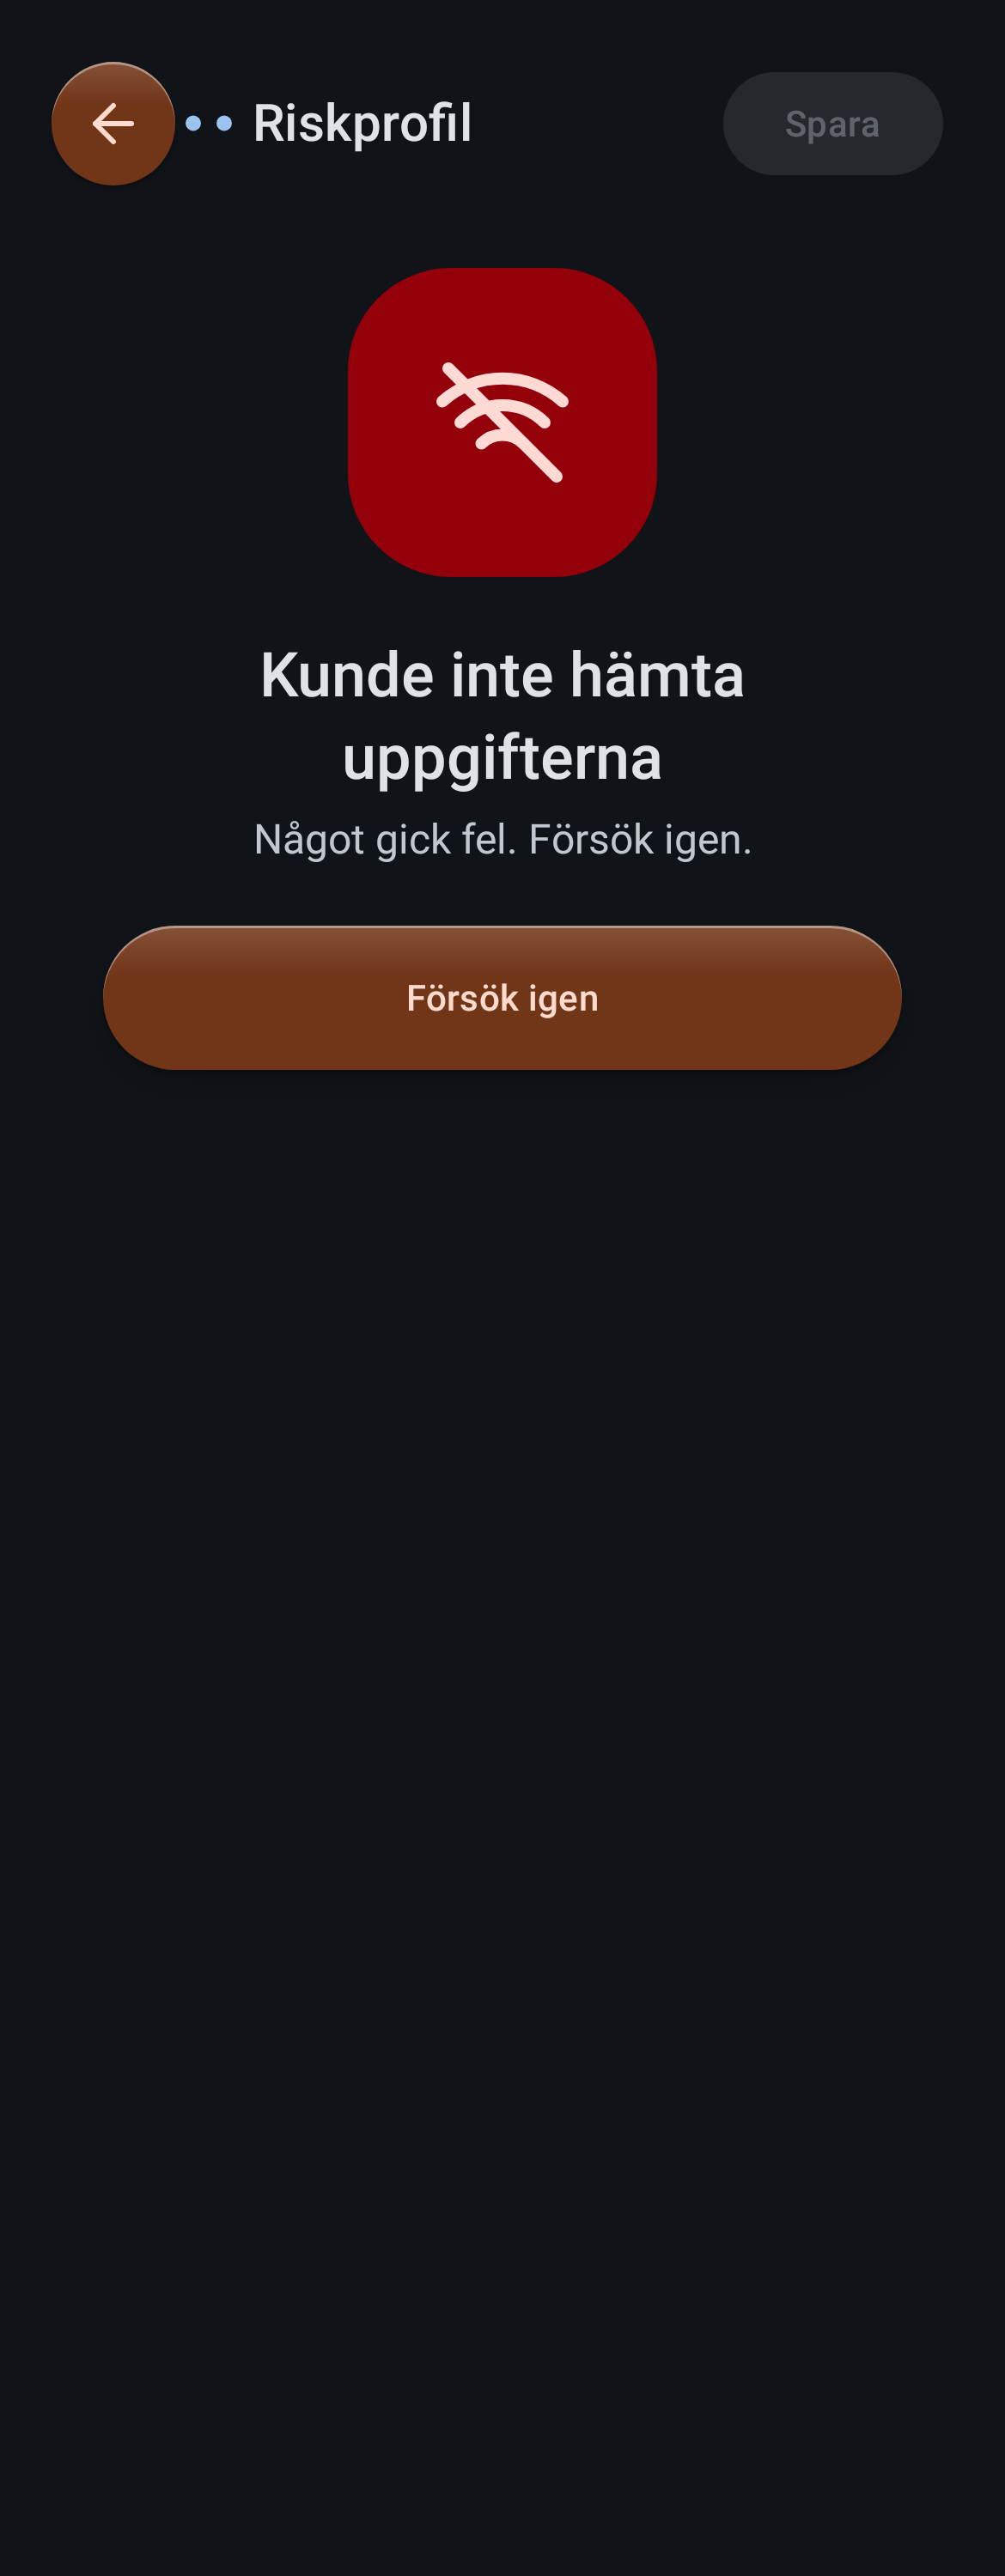 Riskprofil
Spara
Kunde inte hämta
uppgifterna
Något gick fel. Försök igen.
Försök igen